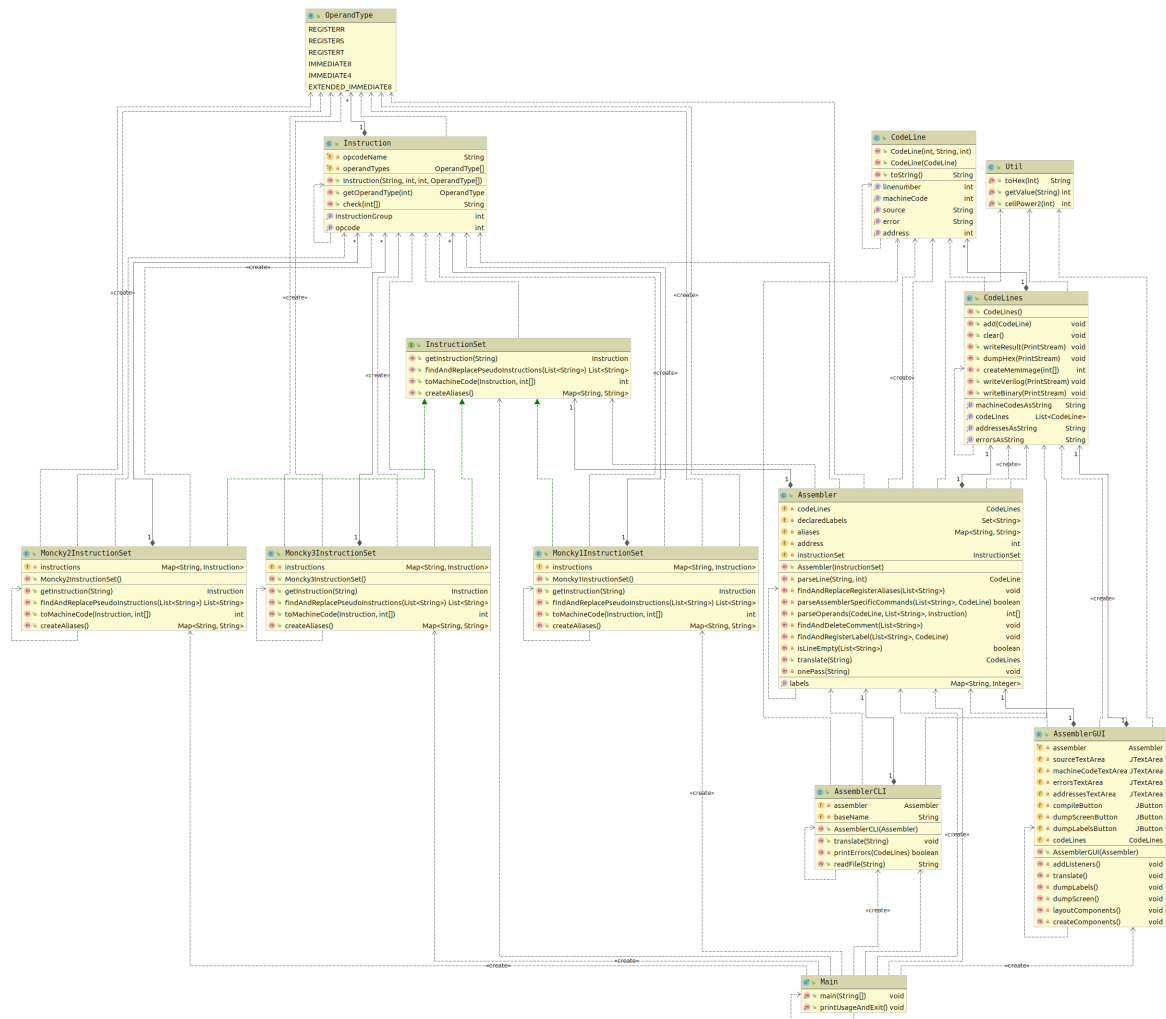 OperandType
REGISTERR
REGISTERS
REGISTERT
IMMEDIATE8
IMMEDIATE4
EXTENDED_IMMEDIATE8
*
1
Instruction
opcodeName String
operandTypes OperandType[]
Instruction(String, int, int, OperandType[])
getOperandType(int) OperandType
check(int[]) String
instructionGroup int
opcode int
CodeLine
CodeLine(int, String, int)
CodeLine(CodeLine)
toString() String
linenumber int
machineCode int
source String
error String
address int
Util
toHex(int) String
getValue(String) int
ceilPower2(int) int
* * * *
«create»
«create» «create» «create»
1
CodeLines
CodeLines()
add(CodeLine) void
clear() void
writeResult(PrintStream) void
dumpHex(PrintStream) void
createMemImage(int[]) int
writeVerilog(PrintStream) void
writeBinary(PrintStream) void
machineCodesAsString String
codeLines List<CodeLine>
addressesAsString String
errorsAsString String
InstructionSet
getInstruction(String) Instruction
findAndReplacePseudoInstructions(List<String>) List<String>
toMachineCode(Instruction, int[]) int
createAliases() Map<String, String>
«create» «create» «create»
1
1 1
«create»
1 1
Assembler
codeLines CodeLines
declaredLabels Set<String>
aliases Map<String, String>
address int
instructionSet InstructionSet
Assembler(InstructionSet)
parseLine(String, int) CodeLine
findAndReplaceRegisterAliases(List<String>) void
parseAssemblerSpecificCommands(List<String>, CodeLine) boolean
parseOperands(CodeLine, List<String>, Instruction) int[]
findAndDeleteComment(List<String>) void
findAndRegisterLabel(List<String>, CodeLine) void
isLineEmpty(List<String>) boolean
translate(String) CodeLines
onePass(String) void
labels Map<String, Integer>
1 1 1
Moncky2InstructionSet
instructions Map<String, Instruction>
Moncky2InstructionSet()
getInstruction(String) Instruction
findAndReplacePseudoInstructions(List<String>) List<String>
toMachineCode(Instruction, int[]) int
createAliases() Map<String, String>
Moncky3InstructionSet
instructions Map<String, Instruction>
Moncky3InstructionSet()
getInstruction(String) Instruction
findAndReplacePseudoInstructions(List<String>) List<String>
toMachineCode(Instruction, int[]) int
createAliases() Map<String, String>
Moncky1InstructionSet
instructions Map<String, Instruction>
Moncky1InstructionSet()
getInstruction(String) Instruction
findAndReplacePseudoInstructions(List<String>) List<String>
toMachineCode(Instruction, int[]) int
createAliases() Map<String, String>
«create»
1 1
1 1
AssemblerGUI
assembler Assembler
sourceTextArea JTextArea
machineCodeTextArea JTextArea
errorsTextArea JTextArea
addressesTextArea JTextArea
compileButton JButton
dumpScreenButton JButton
dumpLabelsButton JButton
codeLines CodeLines
AssemblerGUI(Assembler)
addListeners() void
translate() void
dumpLabels() void
dumpScreen() void
layoutComponents() void
createComponents() void
1
AssemblerCLI
assembler Assembler
baseName String
AssemblerCLI(Assembler)
translate(String) void
printErrors(CodeLines) boolean
readFile(String) String
«create» «create»
«create»
«create» «create» «create»
Main
main(String[]) void
printUsageAndExit() void